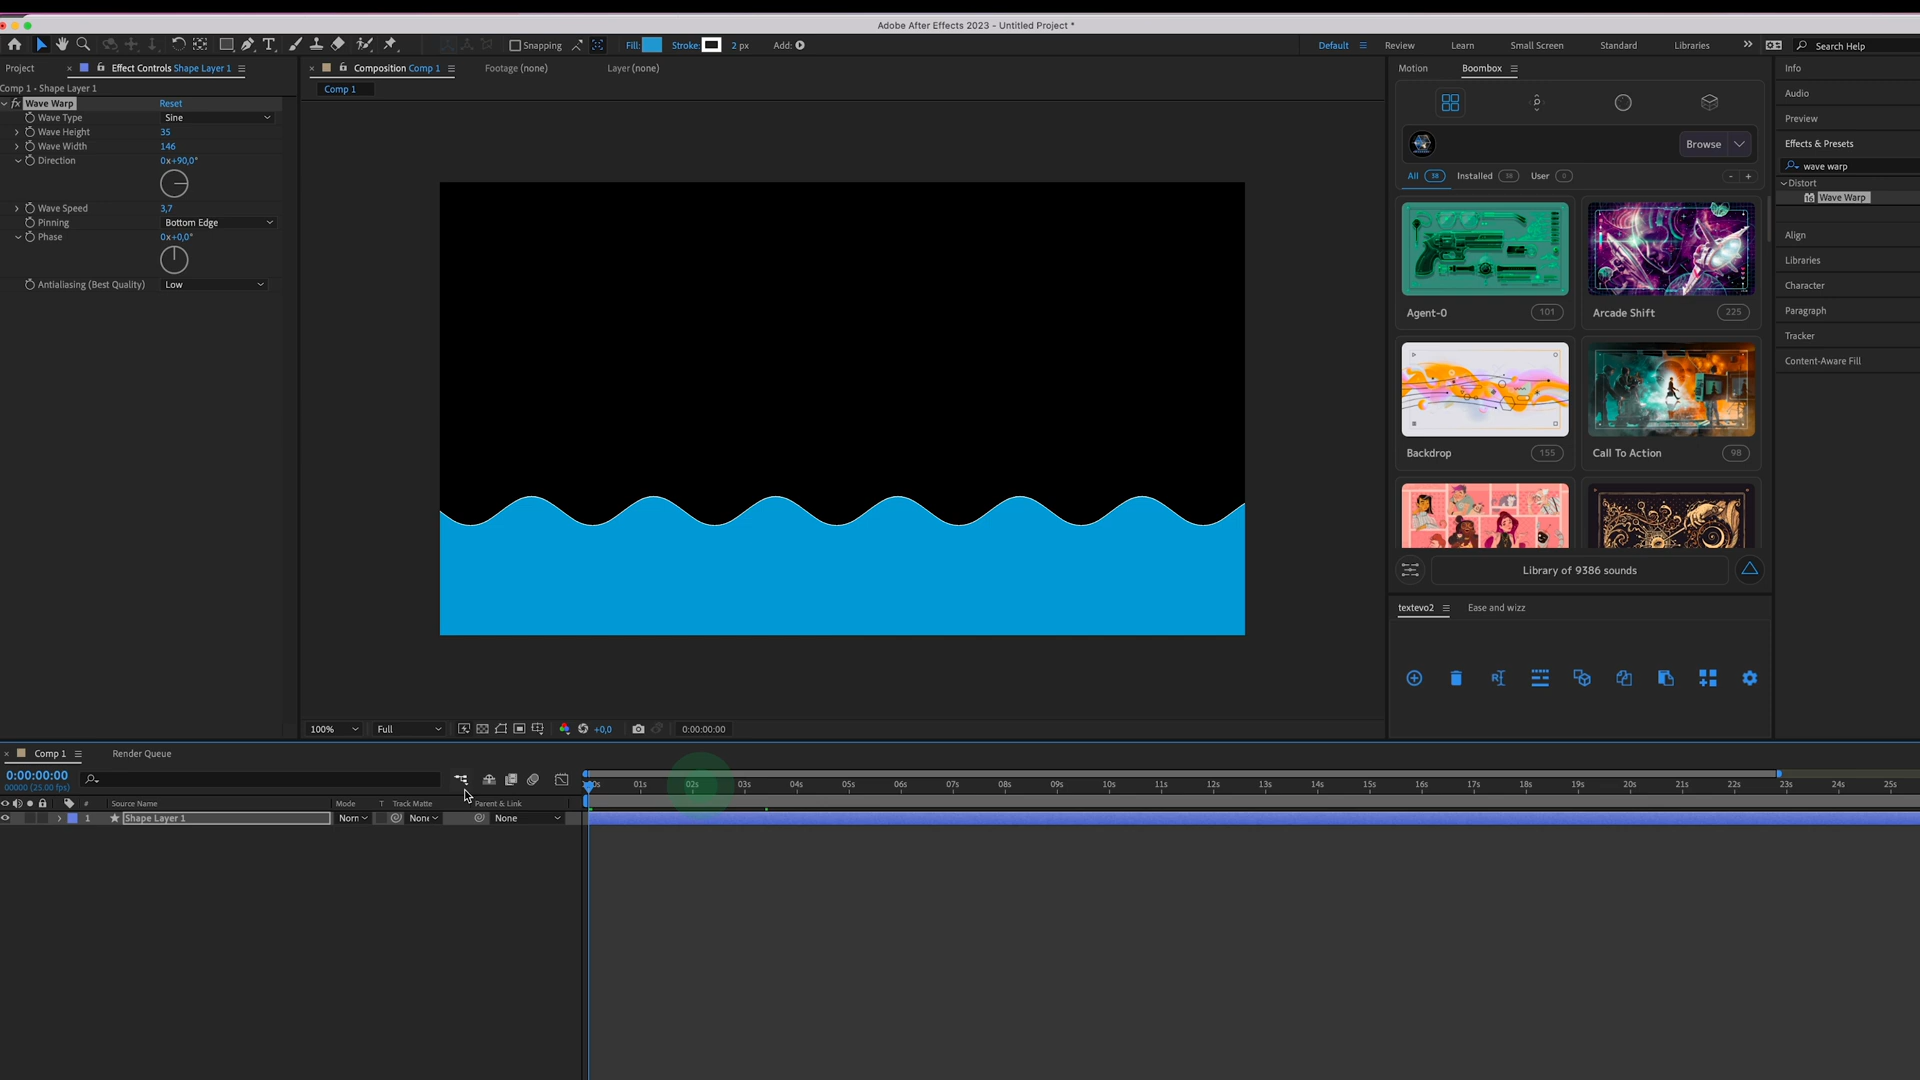 Adobe After Effects 2023 - Untitled Project *
Snapping
Fill:
Stroke:
2 px
Add:
Default
Review
Learn
Small Screen
Standard
Libraries
Search Help
Project
Effect Controls Shape Layer 1
Comp 1 • Shape Layer 1
fx Wave Warp Reset
Wave Type Sine
Wave Height 35
Wave Width 146
Direction 0x+90,0°
Wave Speed 3,7
Pinning Bottom Edge
Phase 0x+0,0°
Antialiasing (Best Quality) Low
Composition Comp 1
Footage (none)
Layer (none)
Comp 1
100%
Full
+0,0
0:00:00:00
Motion
Boombox
Browse
All 38 Installed 38 User 0
- +
Agent-0 101
Arcade Shift 225
Backdrop 155
Call To Action 98
Library of 9386 sounds
textevo2
Ease and wizz
Info
Audio
Preview
Effects & Presets
wave warp
Distort
16 Wave Warp
Align
Libraries
Character
Paragraph
Tracker
Content-Aware Fill
Comp 1
Render Queue
0:00:00:00
00000 (25.00 fps)
# Source Name Mode T Track Matte Parent & Link
1 Shape Layer 1 Norn None None
01s 02s 03s 04s 05s 06s 07s 08s 09s 10s 11s 12s 13s 14s 15s 16s 17s 18s 19s 20s 21s 22s 23s 24s 25s